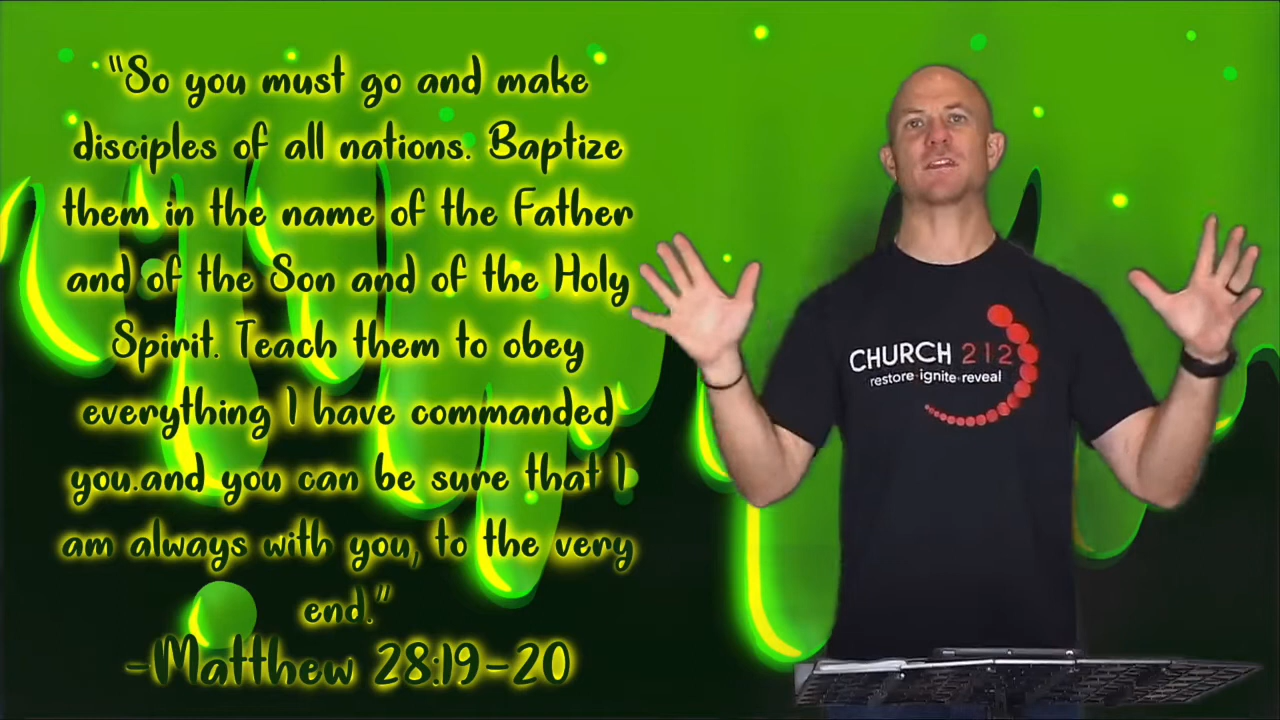 "So you must go and make
disciples of all nations. Baptize
them in the name of the Father
and of the Son and of the Holy
Spirit. Teach them to obey
everything I have commanded
you.and you can be sure that I
am always with you, to the very
end."
-Matthew 28:19-20
CHURCH 212
restore·ignite·reveal